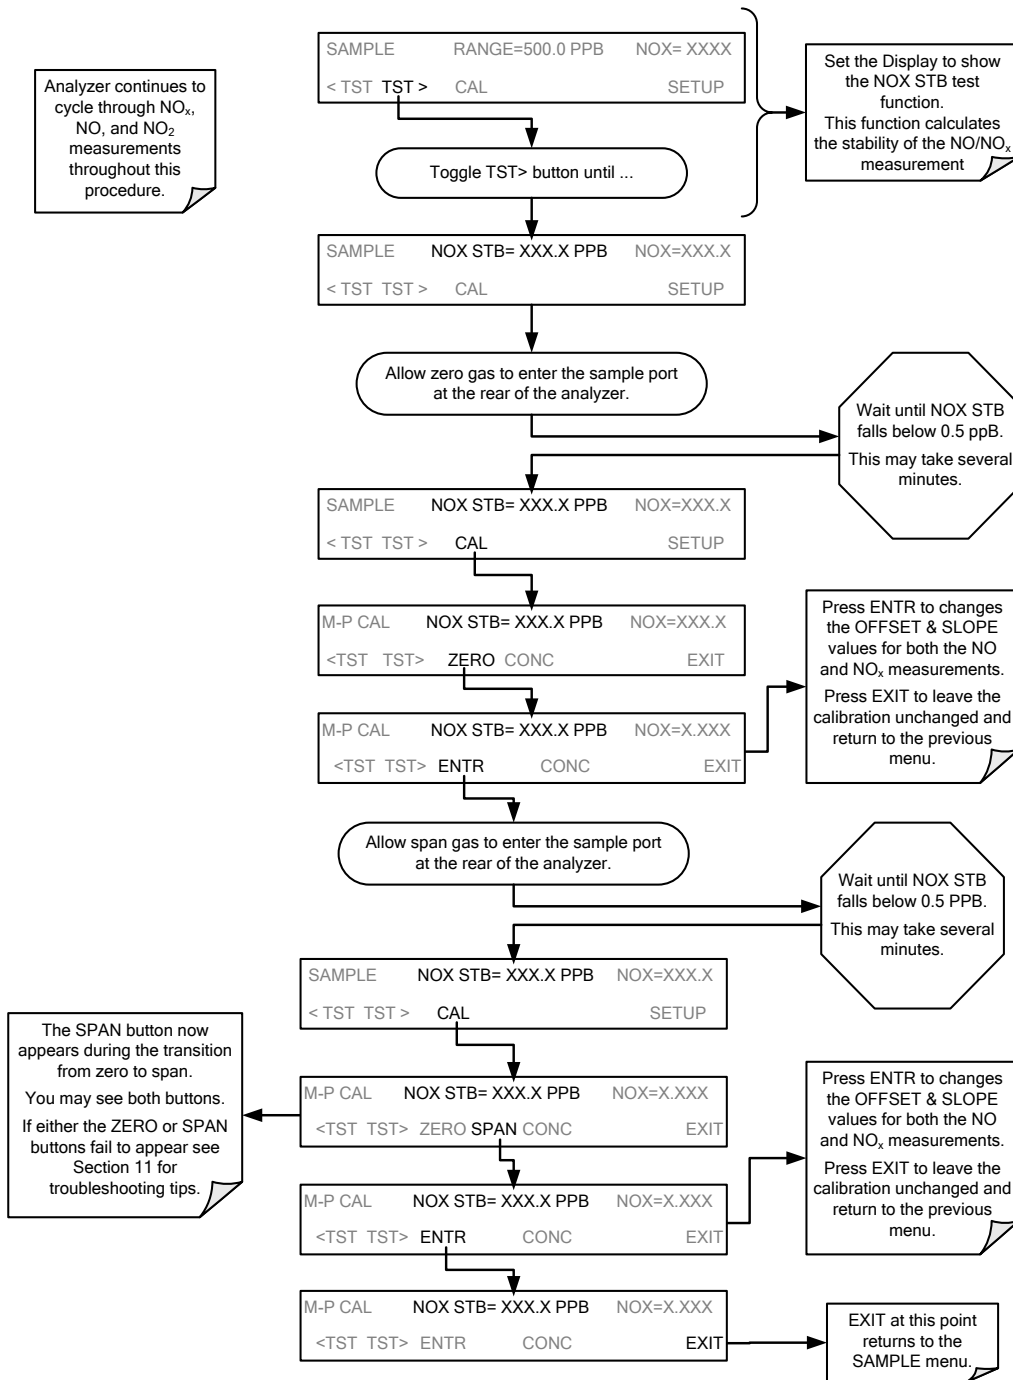 SAMPLE RANGE=500.0 PPB NOX= XXXX
< TST TST > CAL SETUP
Analyzer continues to
cycle through NOx,
NO, and NO2
measurements
throughout this
procedure.
Set the Display to show
the NOX STB test
function.
This function calculates
the stability of the NO/NOx
measurement
Toggle TST> button until ...
SAMPLE NOX STB= XXX.X PPB NOX=XXX.X
< TST TST > CAL SETUP
Allow zero gas to enter the sample port
at the rear of the analyzer.
Wait until NOX STB
falls below 0.5 ppB.
This may take several
minutes.
SAMPLE NOX STB= XXX.X PPB NOX=XXX.X
< TST TST > CAL SETUP
M-P CAL NOX STB= XXX.X PPB NOX=XXX.X
<TST TST> ZERO CONC EXIT
Press ENTR to changes
the OFFSET & SLOPE
values for both the NO
and NOx measurements.
Press EXIT to leave the
calibration unchanged and
return to the previous
menu.
M-P CAL NOX STB= XXX.X PPB NOX=X.XXX
<TST TST> ENTR CONC EXIT
Allow span gas to enter the sample port
at the rear of the analyzer.
Wait until NOX STB
falls below 0.5 PPB.
This may take several
minutes.
SAMPLE NOX STB= XXX.X PPB NOX=XXX.X
< TST TST > CAL SETUP
The SPAN button now
appears during the transition
from zero to span.
You may see both buttons.
If either the ZERO or SPAN
buttons fail to appear see
Section 11 for
troubleshooting tips.
M-P CAL NOX STB= XXX.X PPB NOX=X.XXX
<TST TST> ZERO SPAN CONC EXIT
Press ENTR to changes
the OFFSET & SLOPE
values for both the NO
and NOx measurements.
Press EXIT to leave the
calibration unchanged and
return to the previous
menu.
M-P CAL NOX STB= XXX.X PPB NOX=X.XXX
<TST TST> ENTR CONC EXIT
M-P CAL NOX STB= XXX.X PPB NOX=X.XXX
<TST TST> ENTR CONC EXIT
EXIT at this point
returns to the
SAMPLE menu.